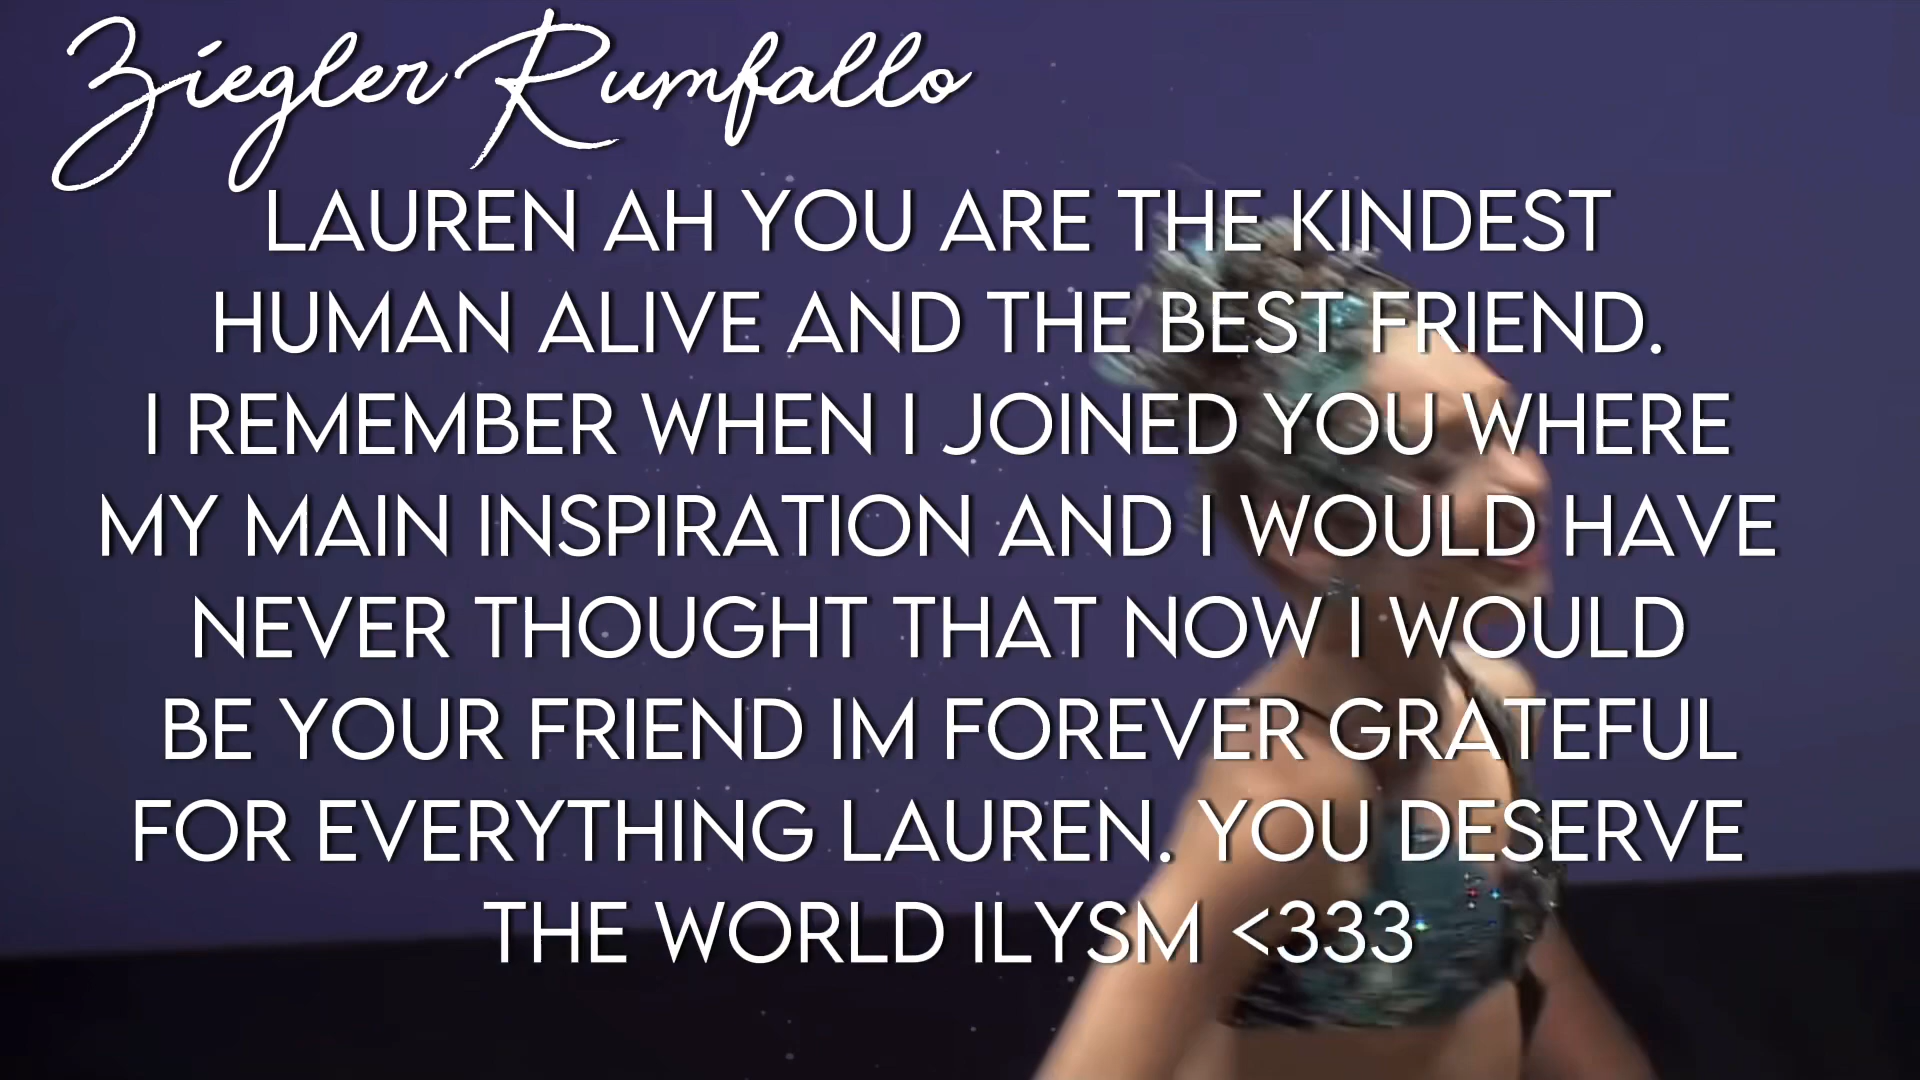 Ziegler Rumfallo
LAUREN AH YOU ARE THE KINDEST
HUMAN ALIVE AND THE BEST FRIEND.
I REMEMBER WHEN I JOINED YOU WHERE
MY MAIN INSPIRATION AND I WOULD HAVE
NEVER THOUGHT THAT NOW I WOULD
BE YOUR FRIEND IM FOREVER GRATEFUL
FOR EVERYTHING LAUREN. YOU DESERVE
THE WORLD ILYSM <333